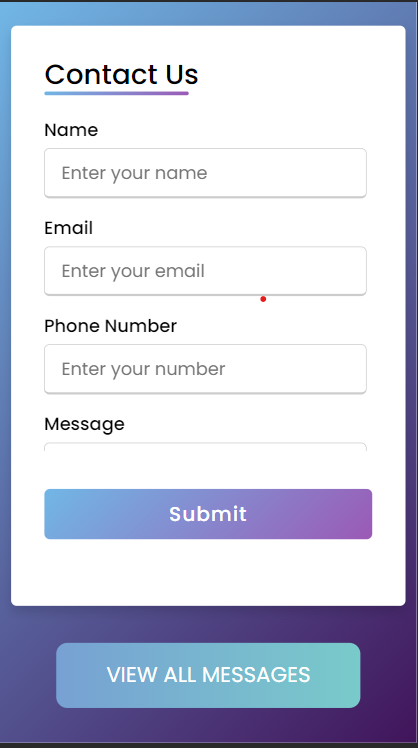 Contact Us
Name
Enter your name
Email
Enter your email
Phone Number
Enter your number
Message
Submit
VIEW ALL MESSAGES